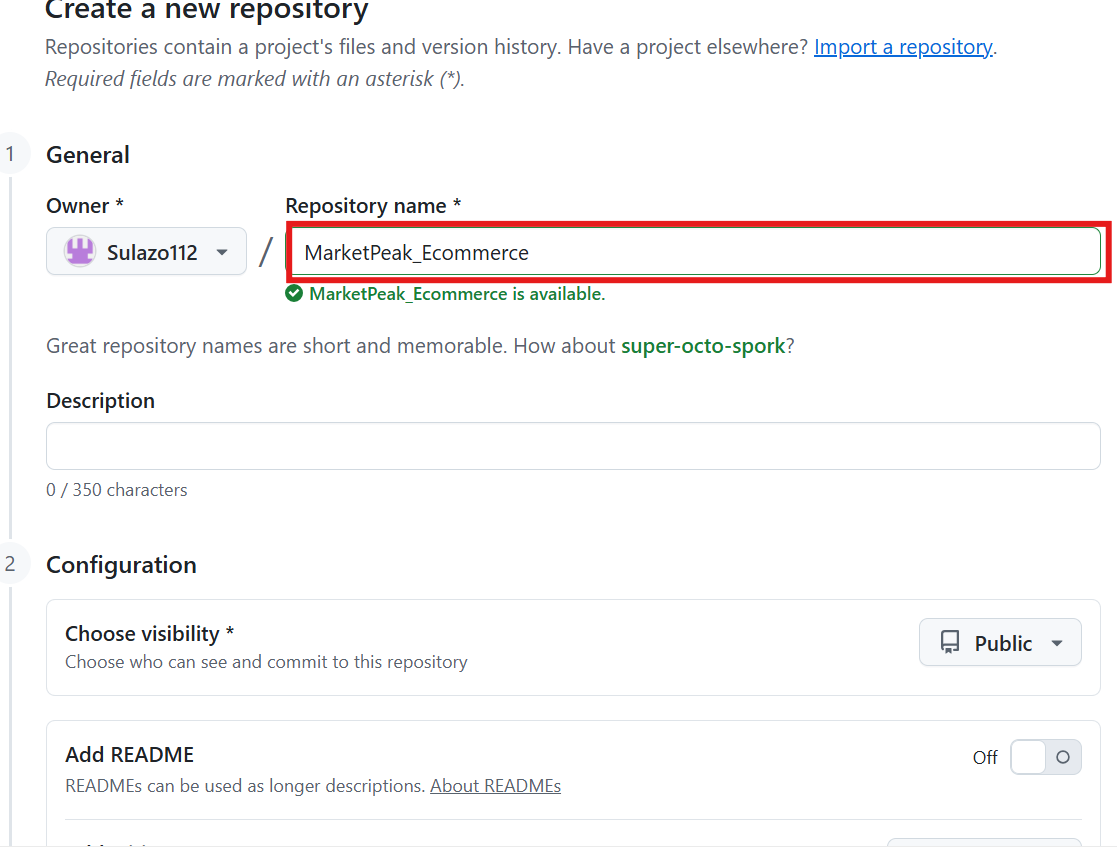 Create a new repository
Repositories contain a project's files and version history. Have a project elsewhere? Import a repository.
Required fields are marked with an asterisk (*).
1
General
Owner *
Repository name *
Sulazo112
/
MarketPeak_Ecommerce
MarketPeak_Ecommerce is available.
Great repository names are short and memorable. How about super-octo-spork?
Description
0 / 350 characters
2
Configuration
Choose visibility *
Choose who can see and commit to this repository
Public
Add README
Off
READMEs can be used as longer descriptions. About READMEs